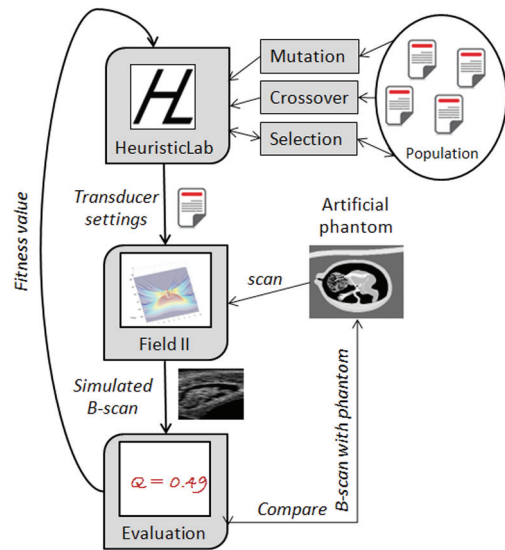 Mutation
Crossover
Selection
Population
HL
HeuristicLab
Transducer
settings
Fitness value
Artificial
phantom
scan
Field II
Simulated
B-scan
B-scan with phantom
Q = 0.49
Compare
Evaluation